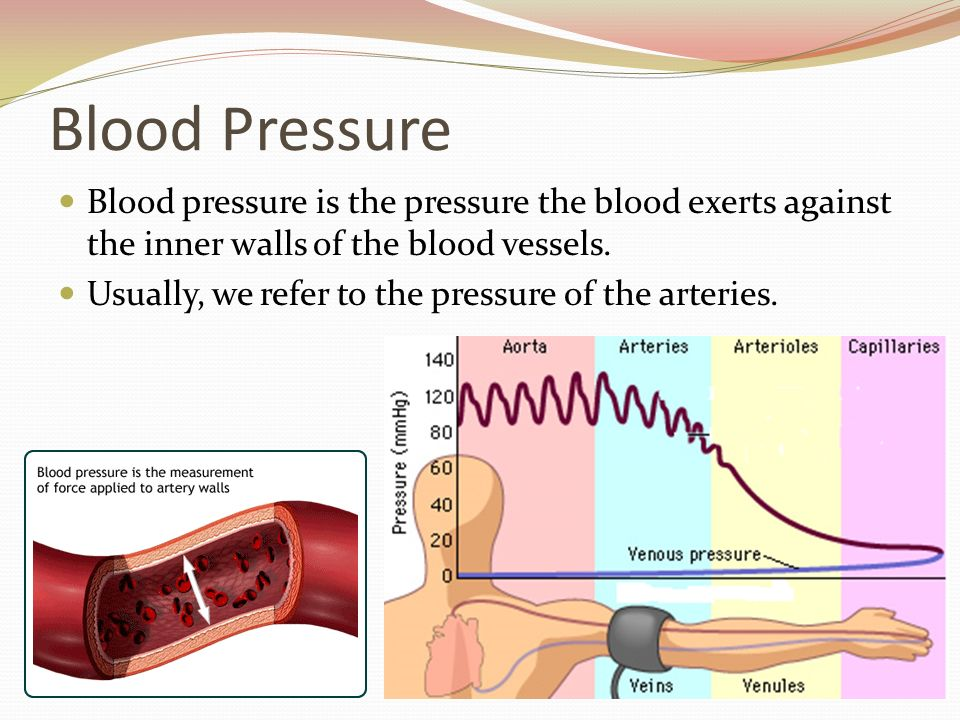 Blood Pressure
Blood pressure is the pressure the blood exerts against
the inner walls of the blood vessels.
Usually, we refer to the pressure of the arteries.
Blood pressure is the measurement
of force applied to artery walls
Aorta
Arteries
Arterioles
Capillaries
Pressure (mmHg)
140
120
80
60
40
20
0
Venous pressure
Veins
Venules